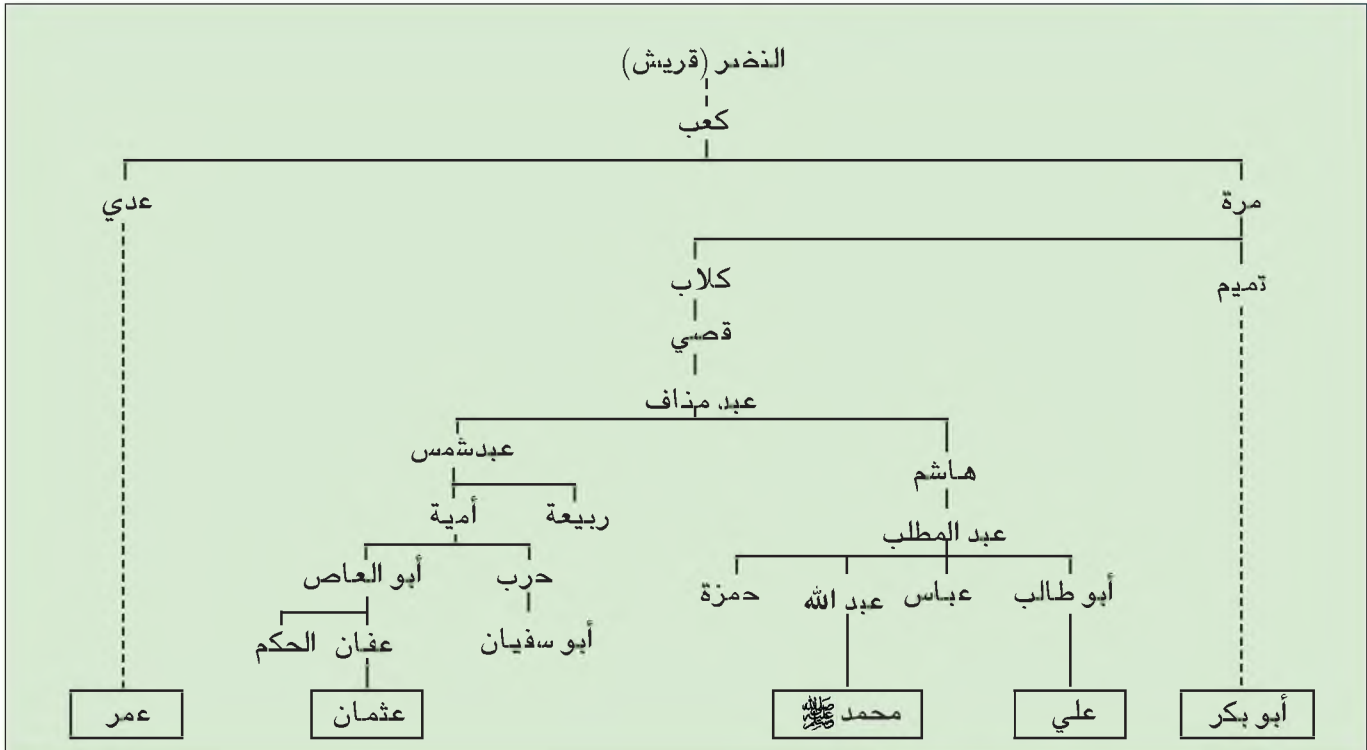 النضر (قريش)
كعب
مرة
عدي
كلاب
تميم
قصي
عبد مناف
عبدشمس
هاشم
ربيعة
أمية
عبد المطلب
أبو طالب
عباس
عبد الله
حمزة
حرب
أبو العاص
أبو سفيان
عفان
الحكم
أبو بكر
علي
محمد ﷺ
عثمان
عمر